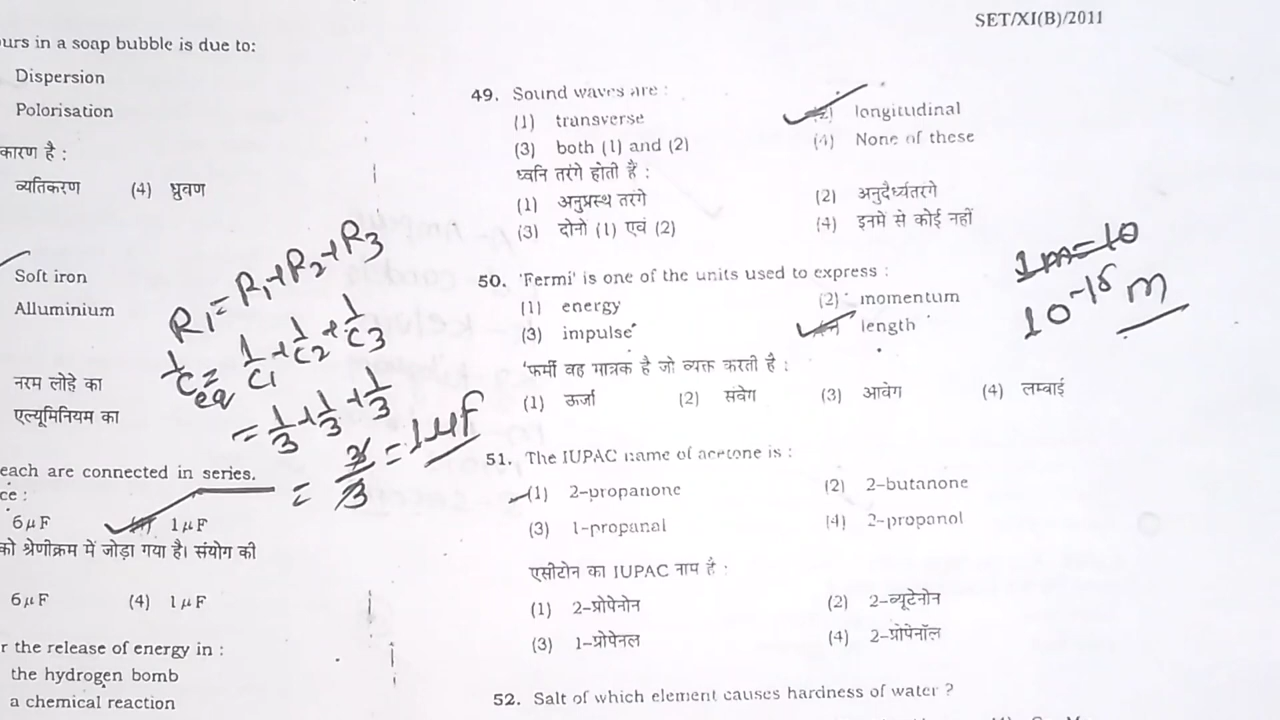 SET/XI(B)/2011
urs in a soap bubble is due to:
Dispersion
Polorisation
कारण है :
व्यतिकरण (4) ध्रुवण
Soft iron
Alluminium
नरम लोहे का
एल्यूमिनियम का
each are connected in series.
ce :
6μF 1μF
को श्रेणीक्रम में जोड़ा गया है। संयोग की
6μF (4) 1μF
r the release of energy in :
the hydrogen bomb
a chemical reaction
R1 = R1+R2+R3
1/Ceq = 1/C1 + 1/C2 + 1/C3
= 1/3 + 1/3 + 1/3
= 3/3 = 1μF
49. Sound waves are :
(1) transverse (2) longitudinal
(3) both (1) and (2) (4) None of these
ध्वनि तरंगे होती हैं :
(1) अनुप्रस्थ तरंगे (2) अनुदैर्ध्यतरंगे
(3) दोनो (1) एवं (2) (4) इनमें से कोई नहीं
50. 'Fermi' is one of the units used to express :
(1) energy (2) momentum
(3) impulse length
'फर्मी वह मात्रक है जो व्यक्त करती है :
(1) ऊर्जा (2) संवेग (3) आवेग (4) लम्बाई
1m=10
10⁻¹⁵ m
51. The IUPAC name of acetone is :
(1) 2-propanone (2) 2-butanone
(3) 1-propanal (4) 2-propanol
एसीटोन का IUPAC नाम है :
(1) 2–प्रोपेनोन (2) 2–ब्यूटेनोन
(3) 1–प्रोपेनल (4) 2–प्रोपेनॉल
52. Salt of which element causes hardness of water ?